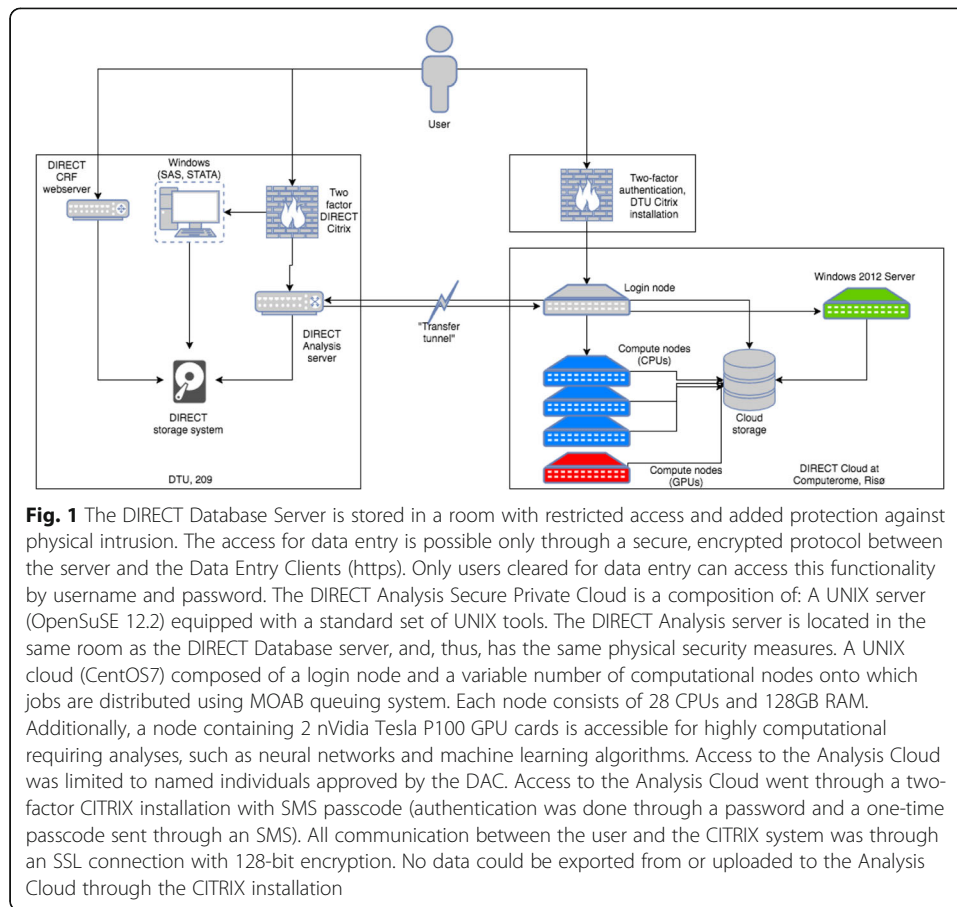 User
DIRECT
CRF
webserver
Windows
(SAS, STATA)
Two
factor
DIRECT
Citrix
Two-factor
authentication,
DTU Citrix
installation
Login node
Windows 2012 Server
"Transfer
tunnel"
DIRECT
Analysis
server
Compute nodes
(CPUs)
DIRECT
storage system
Cloud
storage
Compute nodes
(GPUs)
DTU, 209
DIRECT Cloud at
Computerome, Risø
Fig. 1 The DIRECT Database Server is stored in a room with restricted access and added protection against
physical intrusion. The access for data entry is possible only through a secure, encrypted protocol between
the server and the Data Entry Clients (https). Only users cleared for data entry can access this functionality
by username and password. The DIRECT Analysis Secure Private Cloud is a composition of: A UNIX server
(OpenSuSE 12.2) equipped with a standard set of UNIX tools. The DIRECT Analysis server is located in the
same room as the DIRECT Database server, and, thus, has the same physical security measures. A UNIX
cloud (CentOS7) composed of a login node and a variable number of computational nodes onto which
jobs are distributed using MOAB queuing system. Each node consists of 28 CPUs and 128GB RAM.
Additionally, a node containing 2 nVidia Tesla P100 GPU cards is accessible for highly computational
requiring analyses, such as neural networks and machine learning algorithms. Access to the Analysis Cloud
was limited to named individuals approved by the DAC. Access to the Analysis Cloud went through a two-
factor CITRIX installation with SMS passcode (authentication was done through a password and a one-time
passcode sent through an SMS). All communication between the user and the CITRIX system was through
an SSL connection with 128-bit encryption. No data could be exported from or uploaded to the Analysis
Cloud through the CITRIX installation